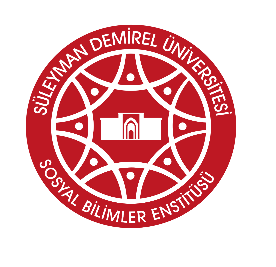 SÜLEYMAN DEMİREL ÜNİVERSİTESİ
SOSYAL BİLİMLER ENSTİTÜSÜ